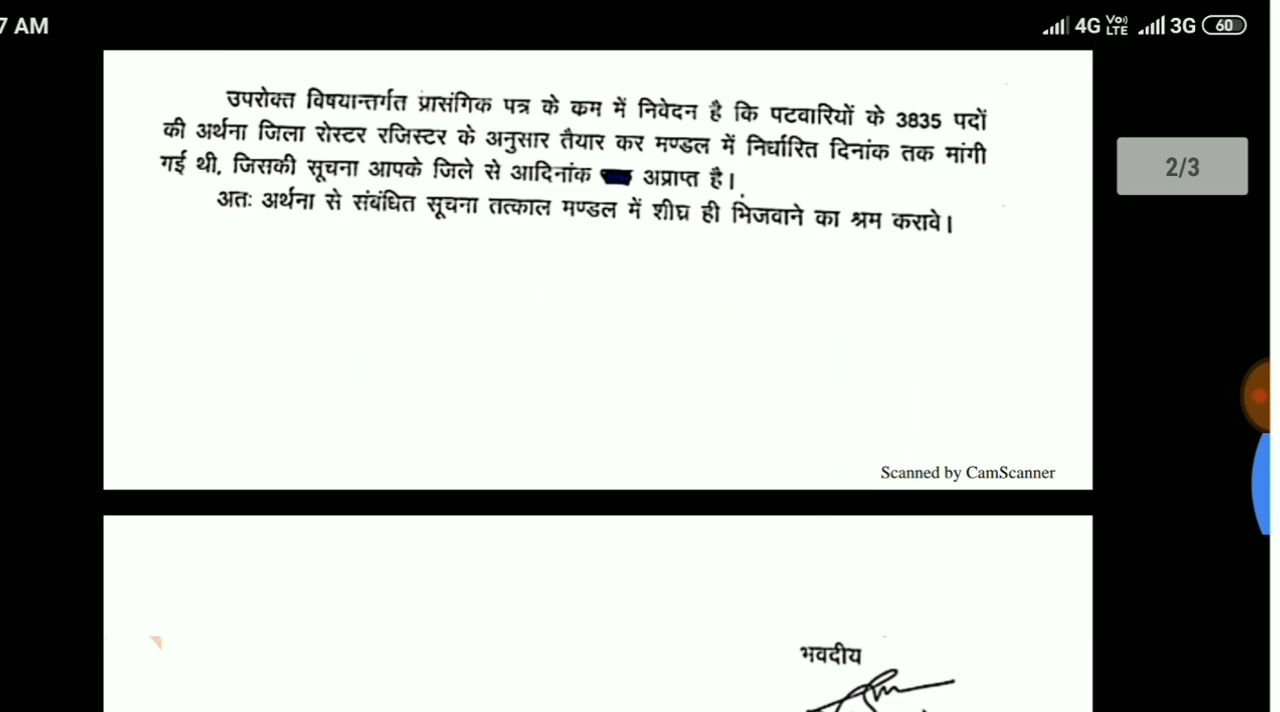 7 AM
4G VoLTE 3G 60
उपरोक्त विषयान्तर्गत प्रासंगिक पत्र के कम में निवेदन है कि पटवारियों के 3835 पदों
की अर्थना जिला रोस्टर रजिस्टर के अनुसार तैयार कर मण्डल में निर्धारित दिनांक तक मांगी
गई थी, जिसकी सूचना आपके जिले से आदिनांक अप्राप्त है।
2/3
अतः अर्थना से संबंधित सूचना तत्काल मण्डल में शीघ्र ही भिजवाने का श्रम करावे।
Scanned by CamScanner
भवदीय